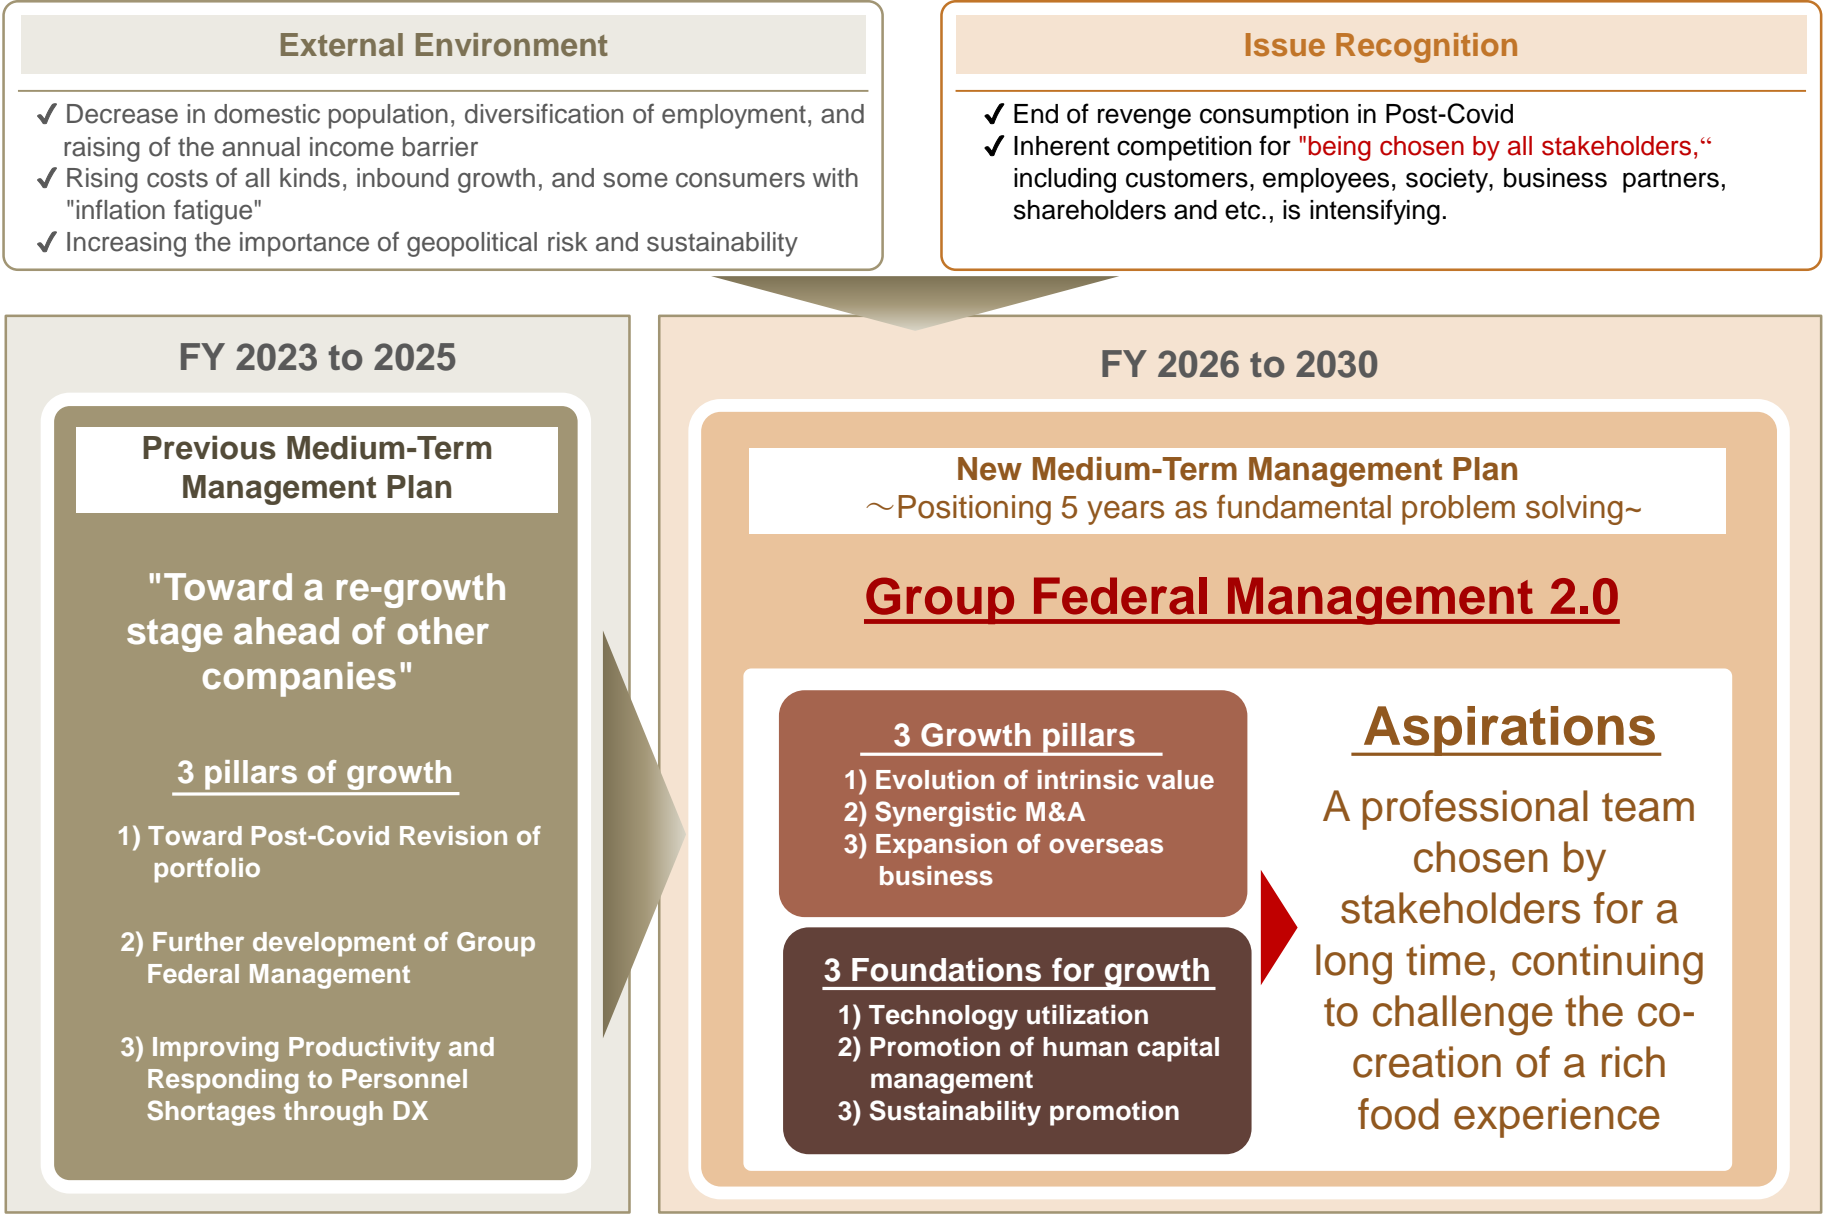 External Environment
✔ Decrease in domestic population, diversification of employment, and
raising of the annual income barrier
✔ Rising costs of all kinds, inbound growth, and some consumers with
"inflation fatigue"
✔ Increasing the importance of geopolitical risk and sustainability
Issue Recognition
✔ End of revenge consumption in Post-Covid
✔ Inherent competition for "being chosen by all stakeholders,“
including customers, employees, society, business partners,
shareholders and etc., is intensifying.
FY 2023 to 2025
Previous Medium-Term
Management Plan
"Toward a re-growth
stage ahead of other
companies"
3 pillars of growth
1) Toward Post-Covid Revision of
portfolio
2) Further development of Group
Federal Management
3) Improving Productivity and
Responding to Personnel
Shortages through DX
FY 2026 to 2030
New Medium-Term Management Plan
～Positioning 5 years as fundamental problem solving~
Group Federal Management 2.0
3 Growth pillars
1) Evolution of intrinsic value
2) Synergistic M&A
3) Expansion of overseas
business
3 Foundations for growth
1) Technology utilization
2) Promotion of human capital
management
3) Sustainability promotion
Aspirations
A professional team
chosen by
stakeholders for a
long time, continuing
to challenge the co-
creation of a rich
food experience